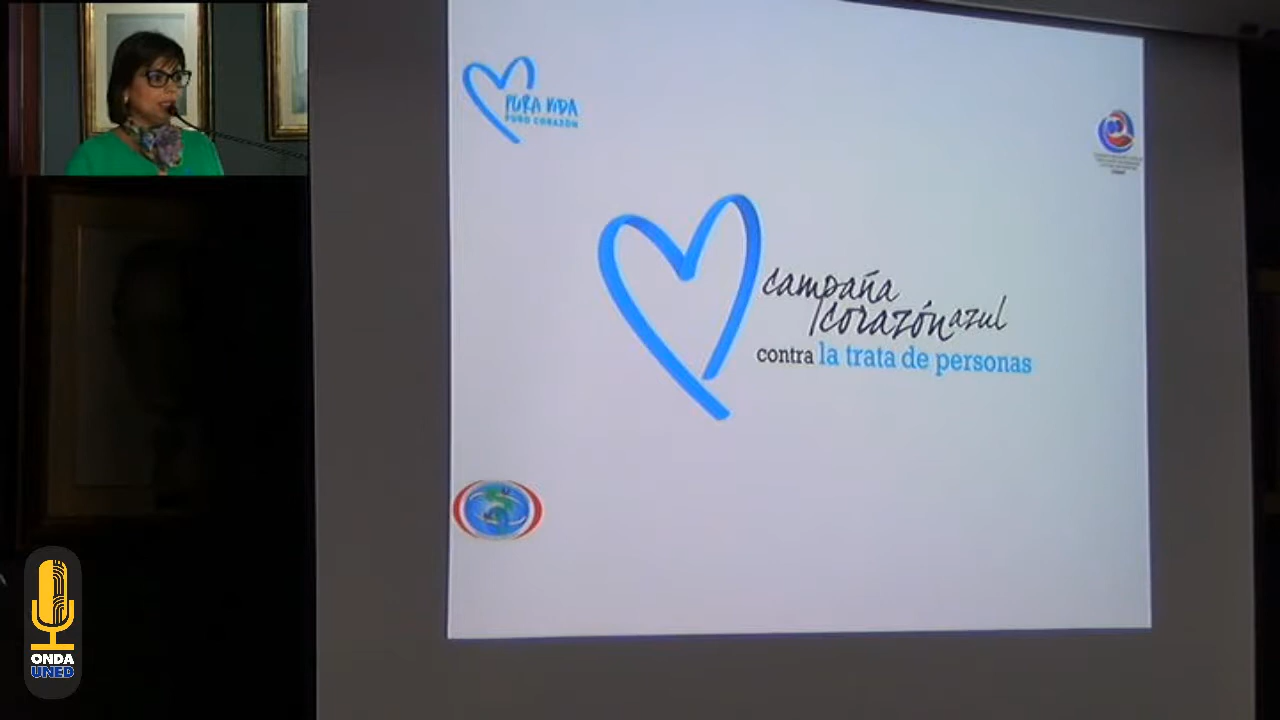 PURA VIDA
PURO CORAZÓN
campaña
corazón azul
contra la trata de personas
ONDA
UNED